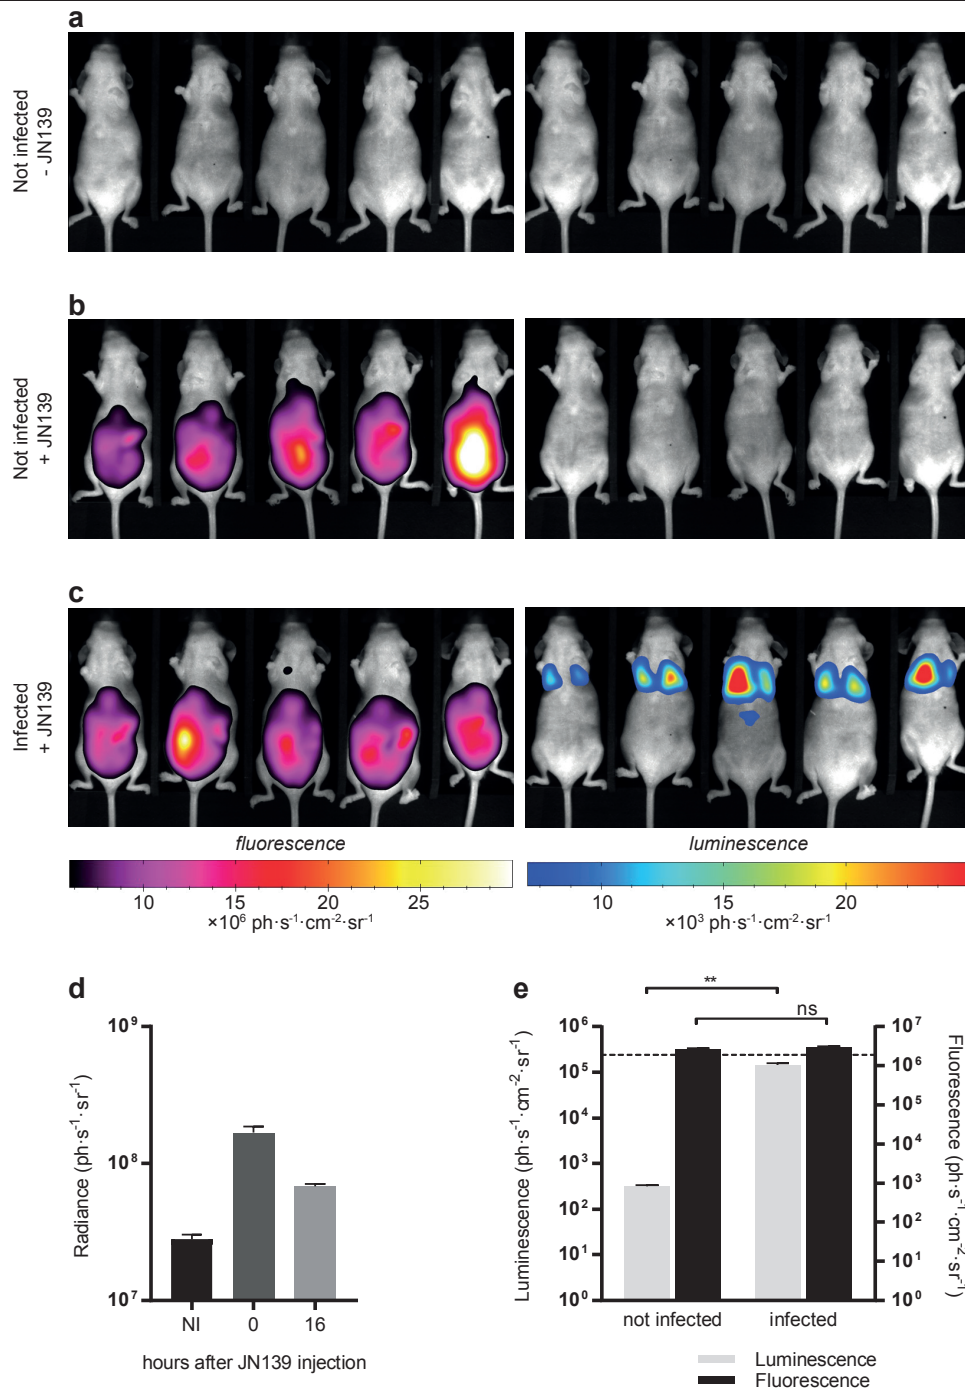 a
Not infected
- JN139
b
Not infected
+ JN139
c
Infected
+ JN139
fluorescence
luminescence
10 15 20 25
×10⁶ ph·s⁻¹·cm⁻²·sr⁻¹
10 15 20
×10³ ph·s⁻¹·cm⁻²·sr⁻¹
d
Radiance (ph·s⁻¹·sr⁻¹)
10⁹
10⁸
10⁷
NI 0 16
hours after JN139 injection
e
**
ns
Luminescence (ph·s⁻¹·cm⁻²·sr⁻¹)
10⁶
10⁵
10⁴
10³
10²
10¹
10⁰
10⁷
10⁶
10⁵
10⁴
10³
10²
10¹
10⁰
Fluorescence (ph·s⁻¹·cm⁻²·sr⁻¹)
not infected infected
Luminescence
Fluorescence